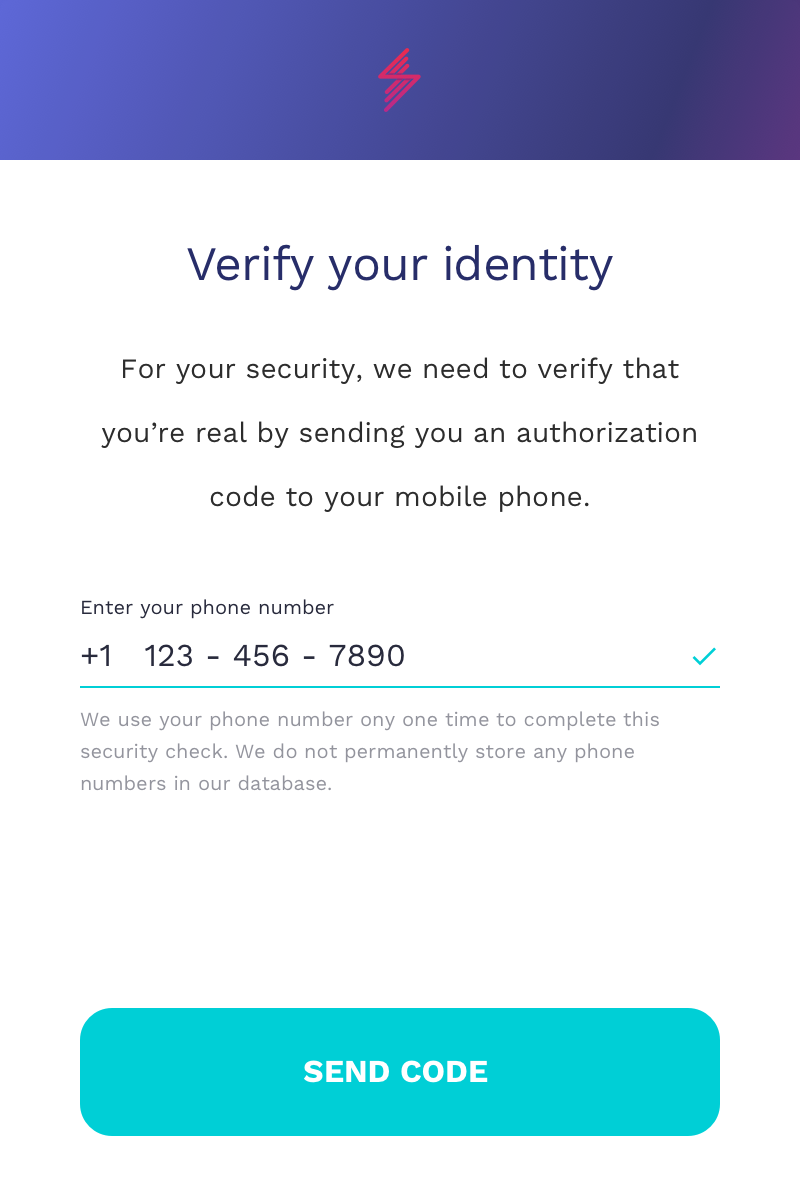 Verify your identity
For your security, we need to verify that
you’re real by sending you an authorization
code to your mobile phone.
Enter your phone number
+1 123 - 456 - 7890
We use your phone number ony one time to complete this
security check. We do not permanently store any phone
numbers in our database.
SEND CODE